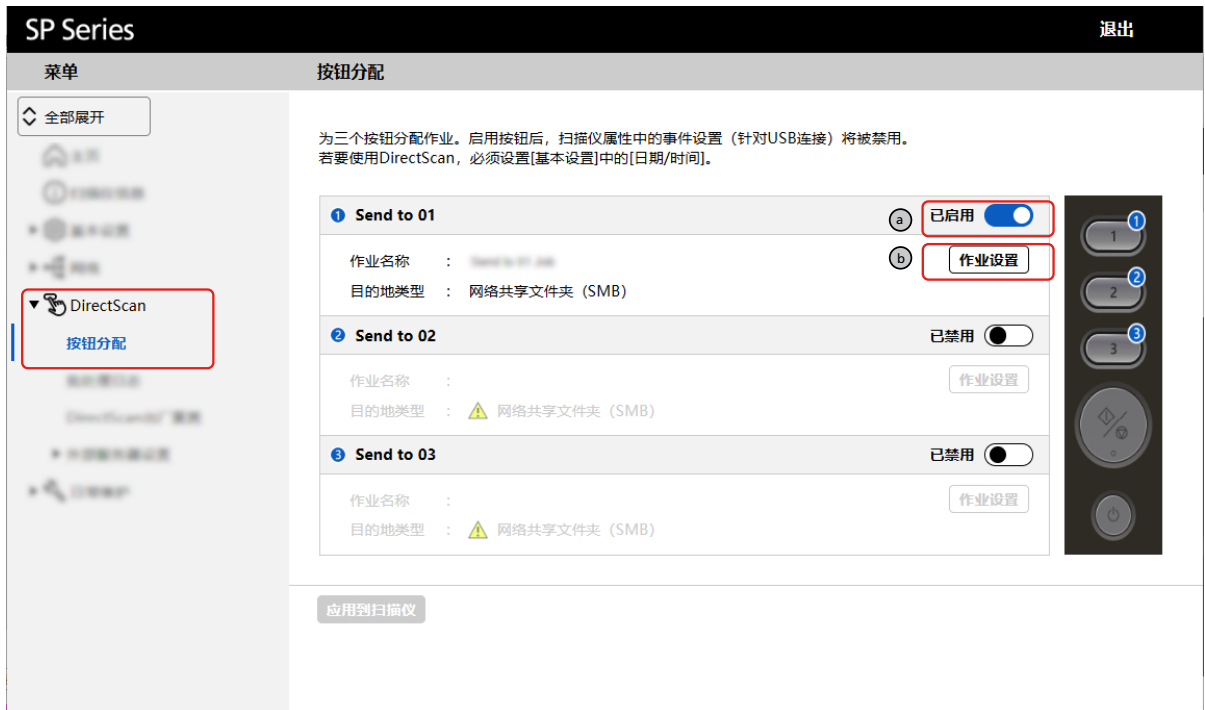 SP Series
退出
菜单
按钮分配
全部展开
为三个按钮分配作业。启用按钮后，扫描仪属性中的事件设置（针对USB连接）将被禁用。
若要使用DirectScan，必须设置[基本设置]中的[日期/时间]。
1 Send to 01
a 已启用
作业名称 :
b 作业设置
目的地类型 : 网络共享文件夹（SMB）
DirectScan
按钮分配
2 Send to 02
已禁用
作业名称 :
作业设置
目的地类型 : 网络共享文件夹（SMB）
3 Send to 03
已禁用
作业名称 :
作业设置
目的地类型 : 网络共享文件夹（SMB）
1 1
2 2
3 3
应用到扫描仪